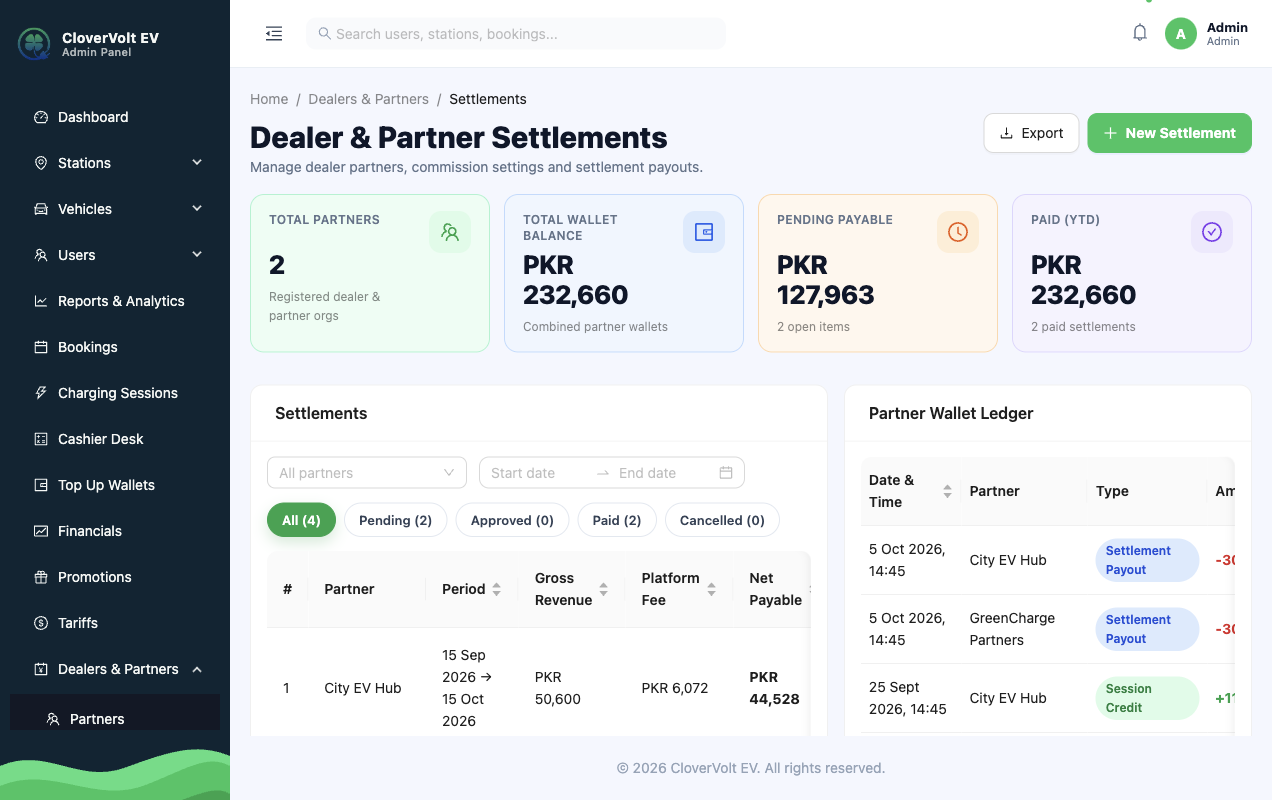 CloverVolt EV
Admin Panel
Dashboard
Stations
Vehicles
Users
Reports & Analytics
Bookings
Charging Sessions
Cashier Desk
Top Up Wallets
Financials
Promotions
Tariffs
Dealers & Partners
Partners
Search users, stations, bookings...
A
Admin
Admin
Home / Dealers & Partners / Settlements
Dealer & Partner Settlements
Manage dealer partners, commission settings and settlement payouts.
Export
New Settlement
TOTAL PARTNERS
2
Registered dealer &
partner orgs
TOTAL WALLET
BALANCE
PKR
232,660
Combined partner wallets
PENDING PAYABLE
PKR
127,963
2 open items
PAID (YTD)
PKR
232,660
2 paid settlements
Settlements
All partners
Start date
End date
All (4)
Pending (2)
Approved (0)
Paid (2)
Cancelled (0)
# Partner Period Gross Revenue Platform Fee Net Payable
1 City EV Hub 15 Sep 2026 → 15 Oct 2026 PKR 50,600 PKR 6,072 PKR 44,528
Partner Wallet Ledger
Date & Time Partner Type Am
5 Oct 2026, 14:45 City EV Hub Settlement Payout -30
5 Oct 2026, 14:45 GreenCharge Partners Settlement Payout -30
25 Sept 2026, 14:45 City EV Hub Session Credit +11
© 2026 CloverVolt EV. All rights reserved.